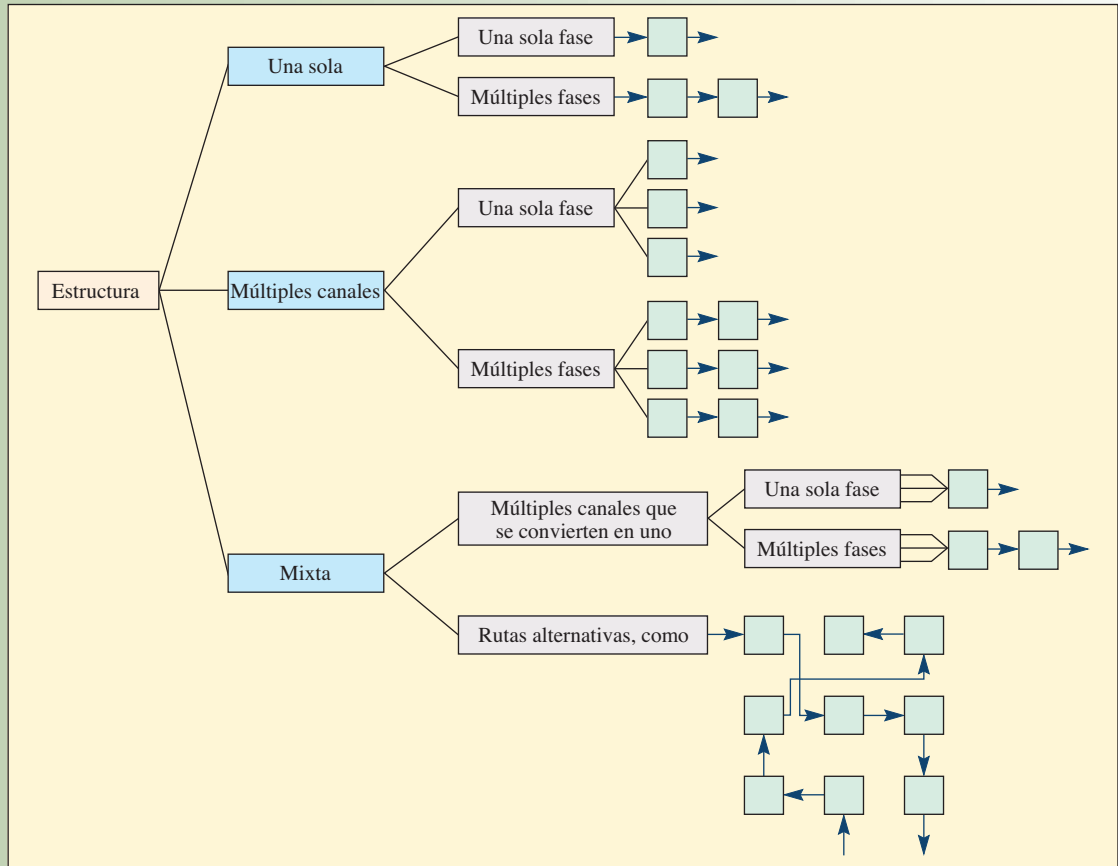 Estructura
Una sola
Una sola fase
Múltiples fases
Múltiples canales
Una sola fase
Múltiples fases
Mixta
Múltiples canales que
se convierten en uno
Una sola fase
Múltiples fases
Rutas alternativas, como